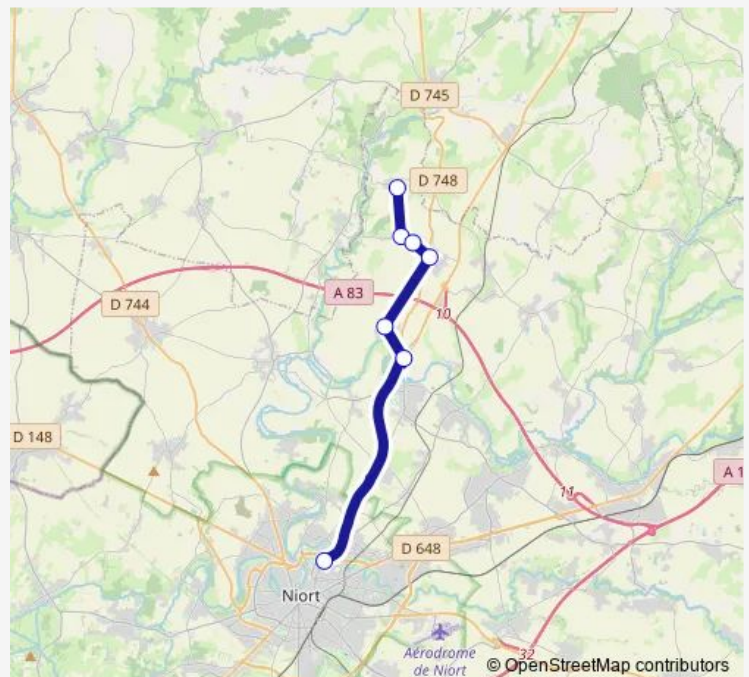 D 745
D 748
A 83
D 744
10
D 148
A 1
11
D 648
Niort
32
Aérodrome
de Niort
© OpenStreetMap contributors